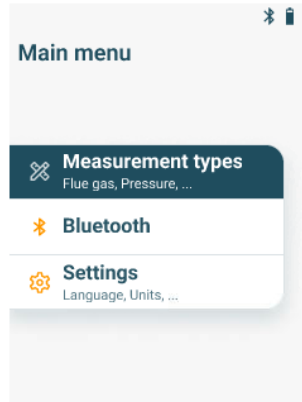 Main menu
Measurement types
Flue gas, Pressure, ...
Bluetooth
Settings
Language, Units, ...